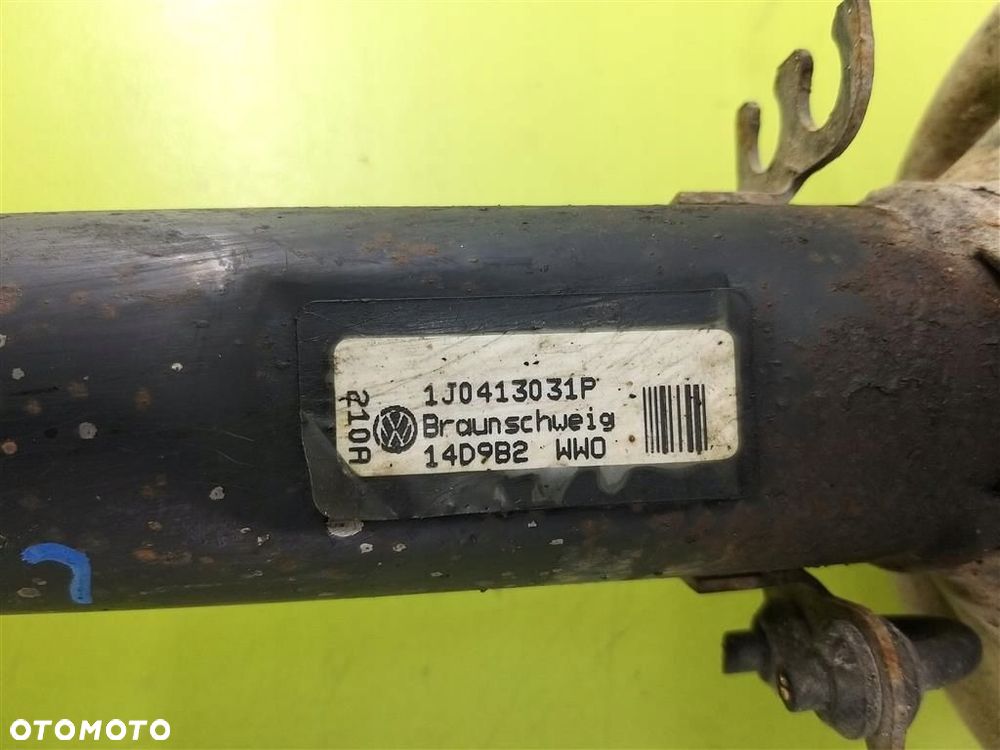 1J0413031P
Braunschweig
14D9B2 WWO
210A
OTOMOTO